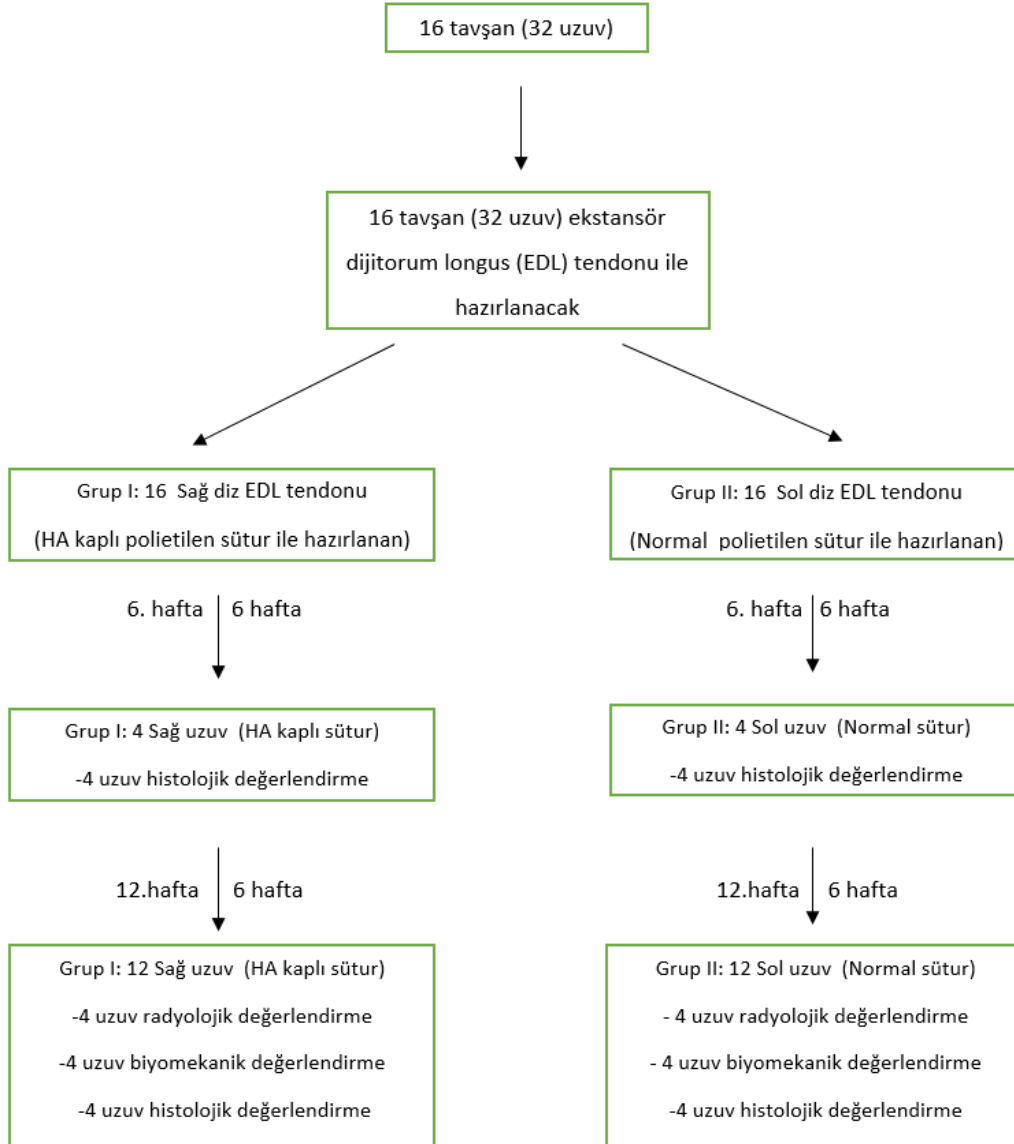 16 tavşan (32 uzuv)
16 tavşan (32 uzuv) ekstansör
dijitorum longus (EDL) tendonu ile
hazırlanacak
Grup I: 16 Sağ diz EDL tendonu
(HA kaplı polietilen sütur ile hazırlanan)
Grup II: 16 Sol diz EDL tendonu
(Normal polietilen sütur ile hazırlanan)
6. hafta 6 hafta
6. hafta 6 hafta
Grup I: 4 Sağ uzuv (HA kaplı sütur)
-4 uzuv histolojik değerlendirme
Grup II: 4 Sol uzuv (Normal sütur)
-4 uzuv histolojik değerlendirme
12.hafta 6 hafta
12.hafta 6 hafta
Grup I: 12 Sağ uzuv (HA kaplı sütur)
-4 uzuv radyolojik değerlendirme
-4 uzuv biyomekanik değerlendirme
-4 uzuv histolojik değerlendirme
Grup II: 12 Sol uzuv (Normal sütur)
- 4 uzuv radyolojik değerlendirme
- 4 uzuv biyomekanik değerlendirme
-4 uzuv histolojik değerlendirme